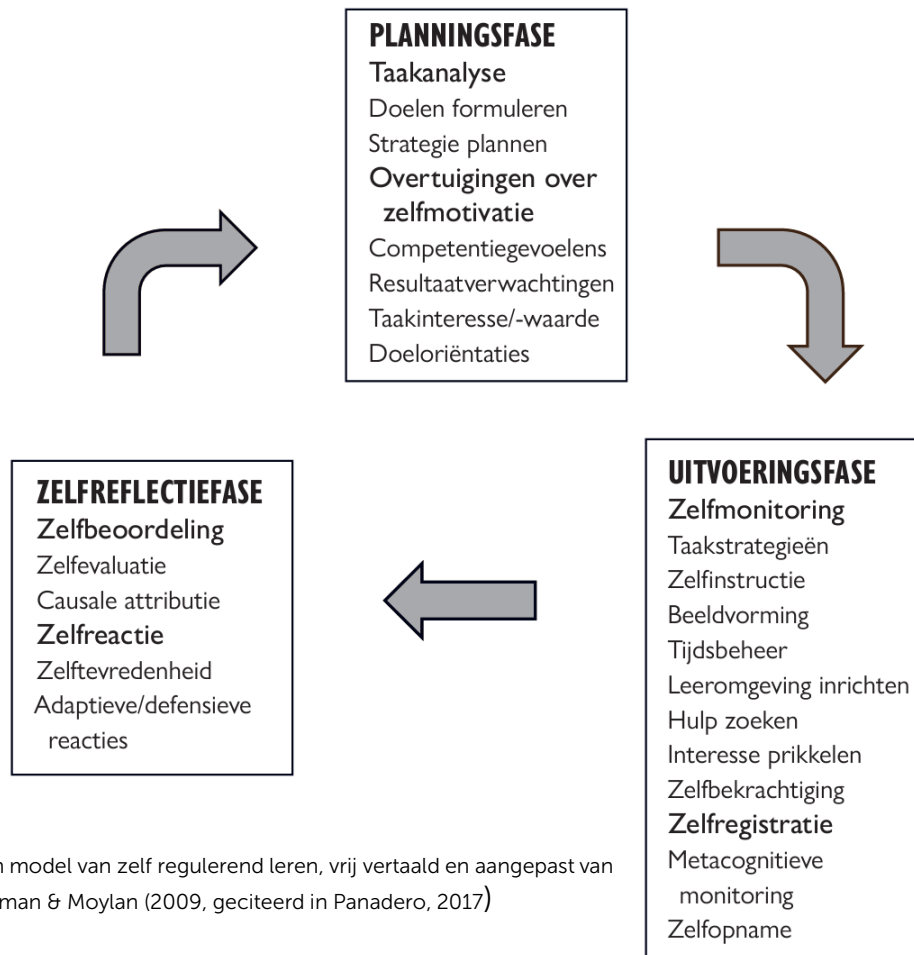 PLANNINGSFASE
Taakanalyse
Doelen formuleren
Strategie plannen
Overtuigingen over
zelfmotivatie
Competentiegevoelens
Resultaatverwachtingen
Taakinteresse/-waarde
Doeloriëntaties
UITVOERINGSFASE
Zelfmonitoring
Taakstrategieën
Zelfinstructie
Beeldvorming
Tijdsbeheer
Leeromgeving inrichten
Hulp zoeken
Interesse prikkelen
Zelfbekrachtiging
Zelfregistratie
Metacognitieve
monitoring
Zelfopname
ZELFREFLECTIEFASE
Zelfbeoordeling
Zelfevaluatie
Causale attributie
Zelfreactie
Zelftevredenheid
Adaptieve/defensieve
reacties
model van zelf regulerend leren, vrij vertaald en aangepast van
& Moylan (2009, geciteerd in Panadero, 2017)